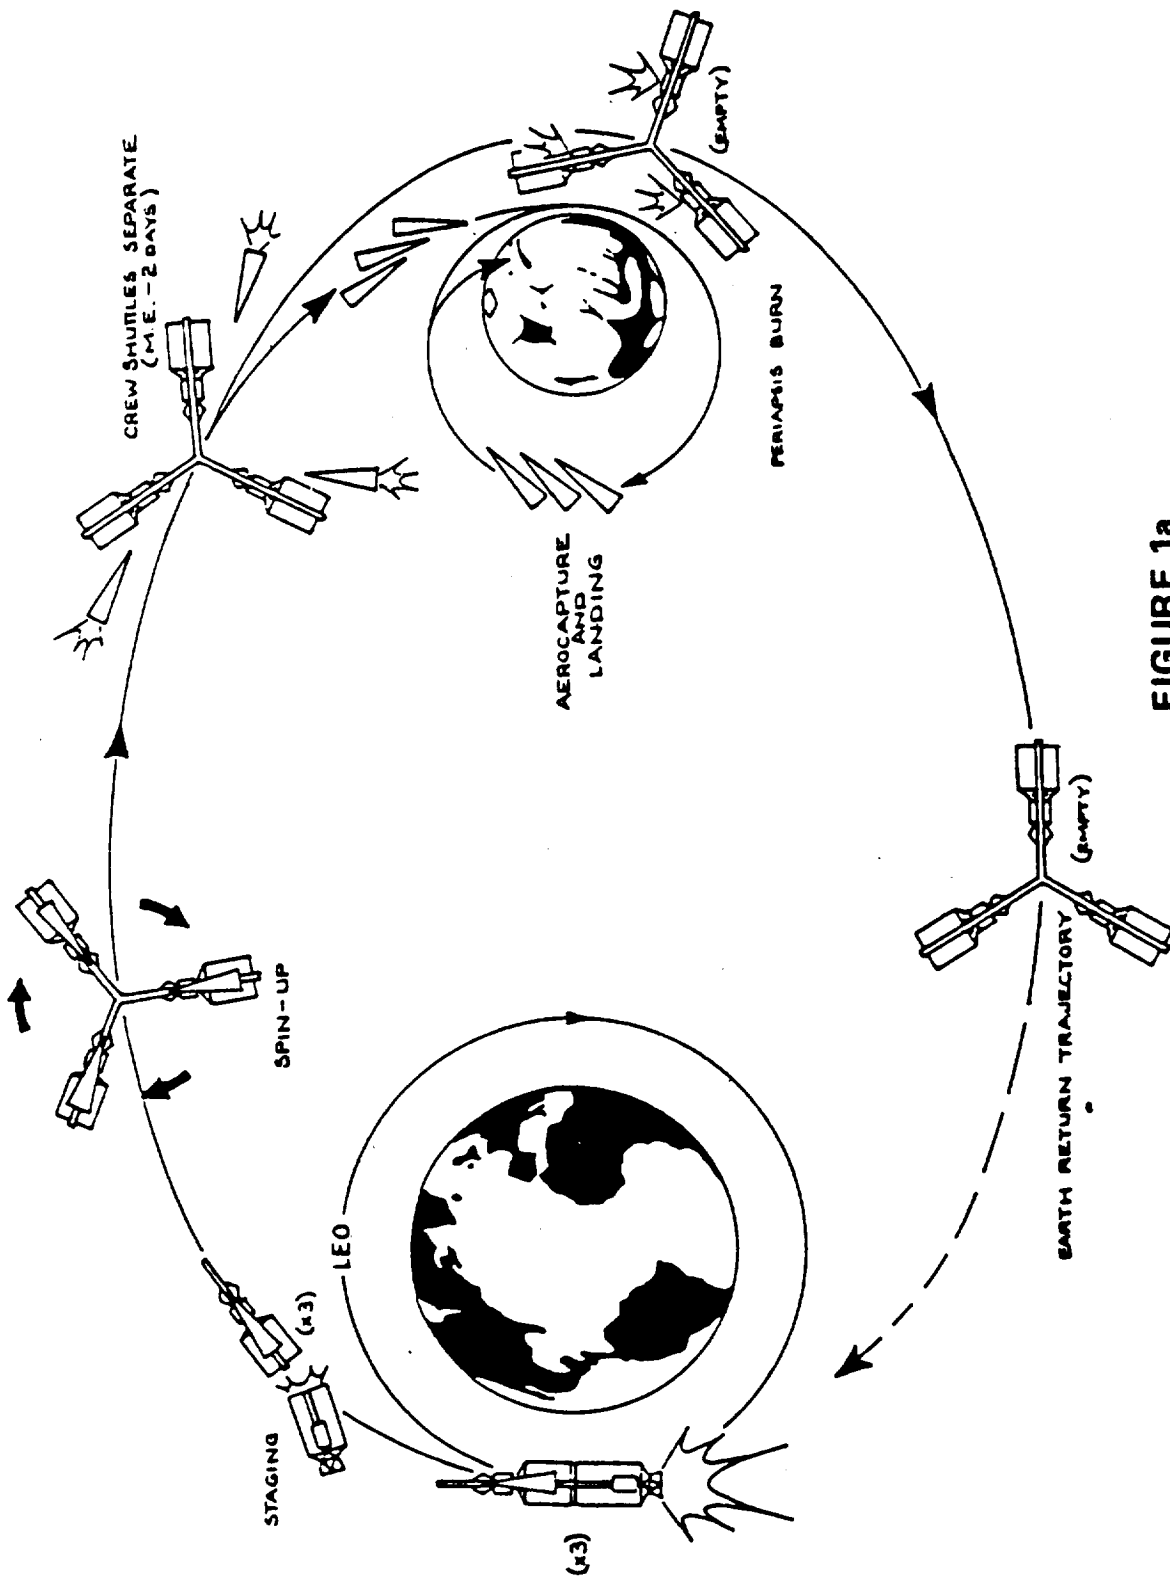 CREW SHUTTLES SEPARATE
(M.E. -2 DAYS)
SPIN-UP
STAGING
(x3)
LEO
(x3)
AEROCAPTURE
AND
LANDING
PERIAPSIS BURN
(EMPTY)
(EMPTY)
EARTH RETURN TRAJECTORY
FIGURE 1a